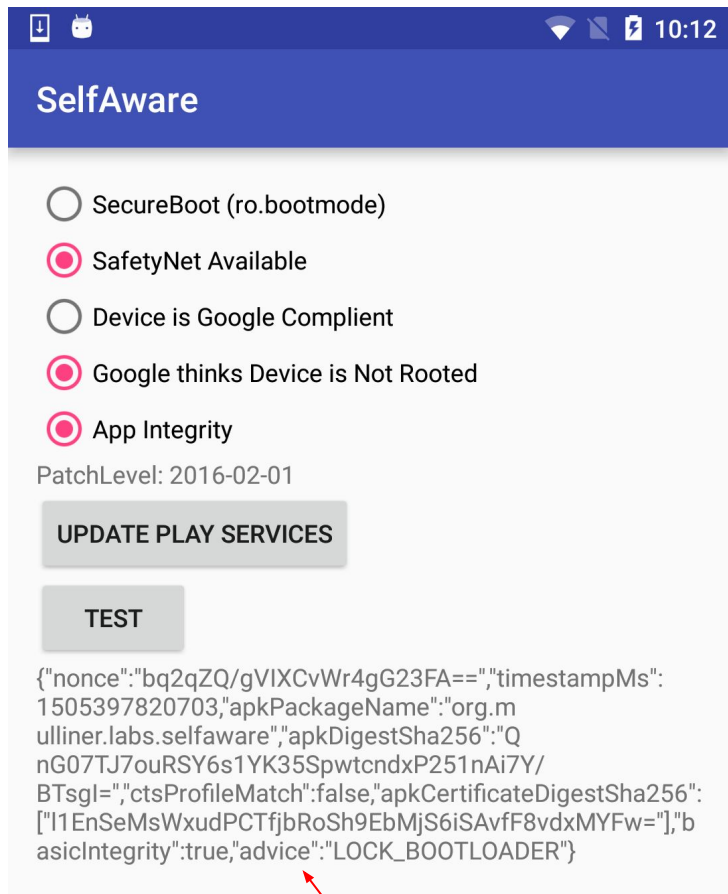 10:12
SelfAware
SecureBoot (ro.bootmode)
SafetyNet Available
Device is Google Complient
Google thinks Device is Not Rooted
App Integrity
PatchLevel: 2016-02-01
UPDATE PLAY SERVICES
TEST
{"nonce":"bq2qZQ/gVIXCvWr4gG23FA==","timestampMs":
1505397820703,"apkPackageName":"org.m
ulliner.labs.selfaware","apkDigestSha256":"Q
nG07TJ7ouRSY6s1YK35SpwtcndxP251nAi7Y/
BTsgI=","ctsProfileMatch":false,"apkCertificateDigestSha256":
["I1EnSeMsWxudPCTfjbRoSh9EbMjS6iSAvfF8vdxMYFw="],"b
asicIntegrity":true,"advice":"LOCK_BOOTLOADER"}